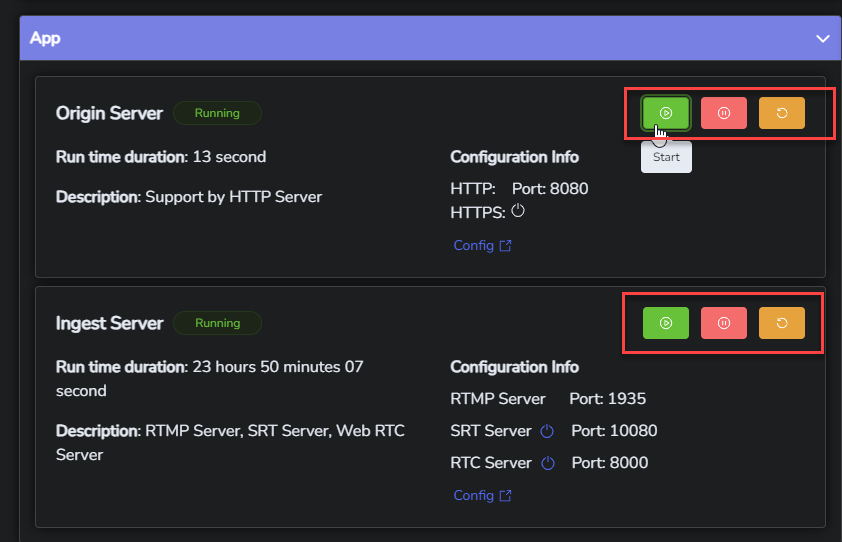 App
Origin Server Running
Run time duration: 13 second
Description: Support by HTTP Server
Configuration Info
HTTP: Port: 8080
HTTPS:
Config
Start
Ingest Server Running
Run time duration: 23 hours 50 minutes 07
second
Description: RTMP Server, SRT Server, Web RTC
Server
Configuration Info
RTMP Server Port: 1935
SRT Server Port: 10080
RTC Server Port: 8000
Config